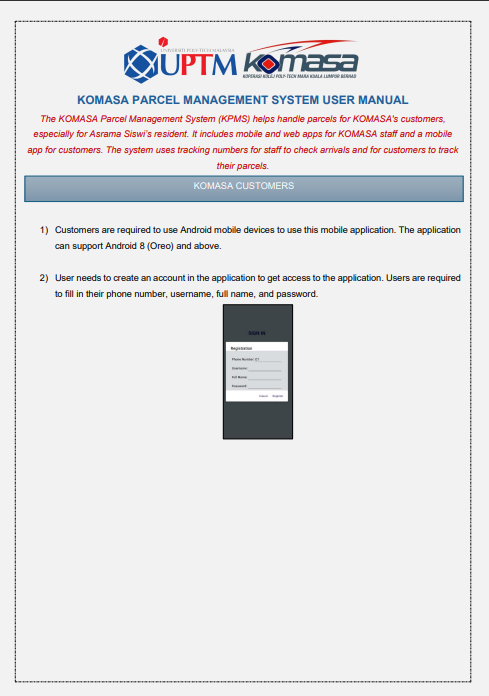 UNIVERSITI POLY-TECH MALAYSIA
UPTM
komasa
KOPERASI KOLEJ POLY-TECH MARA KUALA LUMPUR BERHAD
KOMASA PARCEL MANAGEMENT SYSTEM USER MANUAL
The KOMASA Parcel Management System (KPMS) helps handle parcels for KOMASA's customers,
especially for Asrama Siswi's resident. It includes mobile and web apps for KOMASA staff and a mobile
app for customers. The system uses tracking numbers for staff to check arrivals and for customers to track
their parcels.
KOMASA CUSTOMERS
1) Customers are required to use Android mobile devices to use this mobile application. The application
can support Android 8 (Oreo) and above.
2) User needs to create an account in the application to get access to the application. Users are required
to fill in their phone number, username, full name, and password.
SIGN IN
Registration
Phone Number
Username:
Full Name:
Password:
Cancel Register